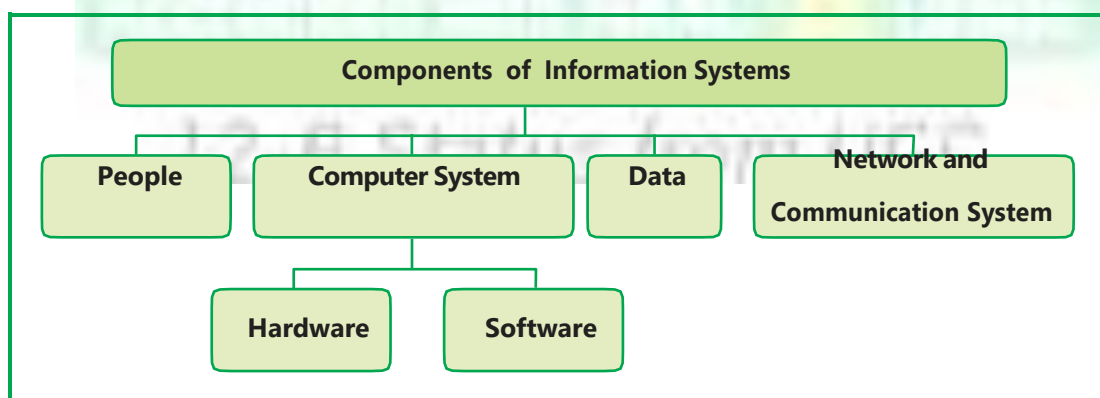 Components of Information Systems
People
Computer System
Data
Network and
Communication System
Hardware
Software